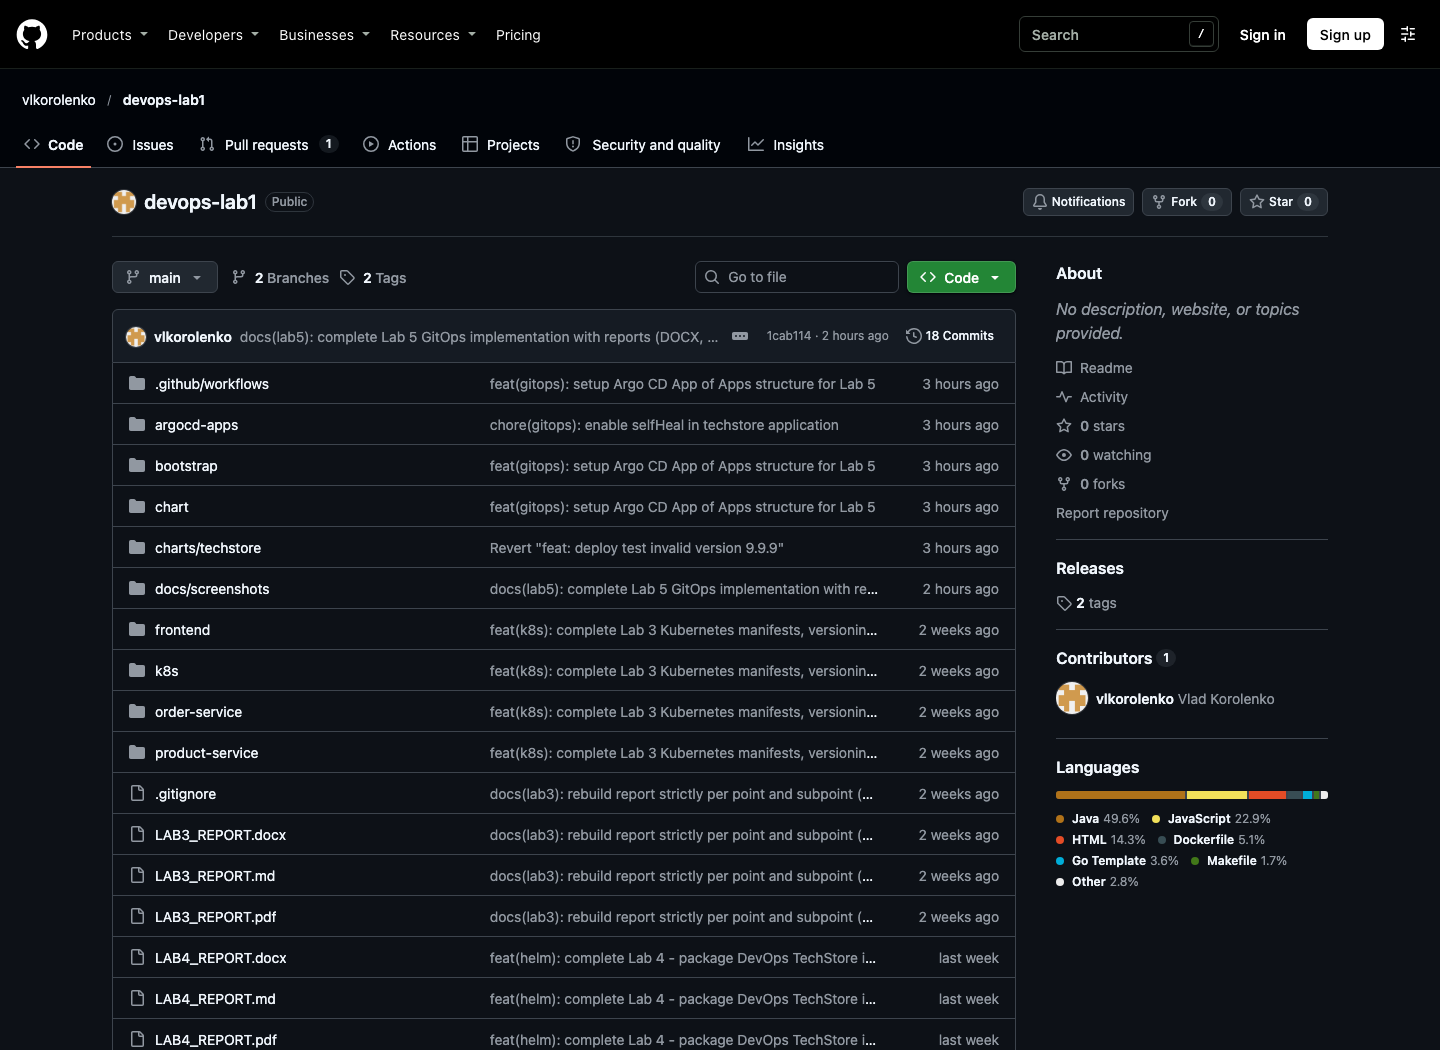 Products Developers Businesses Resources Pricing Search / Sign in Sign up
vlkorolenko / devops-lab1
Code Issues Pull requests 1 Actions Projects Security and quality Insights
devops-lab1 Public Notifications Fork 0 Star 0
main 2 Branches 2 Tags Go to file Code
vlkorolenko docs(lab5): complete Lab 5 GitOps implementation with reports (DOCX, ... 1cab114 · 2 hours ago 18 Commits
.github/workflows feat(gitops): setup Argo CD App of Apps structure for Lab 5 3 hours ago
argocd-apps chore(gitops): enable selfHeal in techstore application 3 hours ago
bootstrap feat(gitops): setup Argo CD App of Apps structure for Lab 5 3 hours ago
chart feat(gitops): setup Argo CD App of Apps structure for Lab 5 3 hours ago
charts/techstore Revert "feat: deploy test invalid version 9.9.9" 3 hours ago
docs/screenshots docs(lab5): complete Lab 5 GitOps implementation with re... 2 hours ago
frontend feat(k8s): complete Lab 3 Kubernetes manifests, versionin... 2 weeks ago
k8s feat(k8s): complete Lab 3 Kubernetes manifests, versionin... 2 weeks ago
order-service feat(k8s): complete Lab 3 Kubernetes manifests, versionin... 2 weeks ago
product-service feat(k8s): complete Lab 3 Kubernetes manifests, versionin... 2 weeks ago
.gitignore docs(lab3): rebuild report strictly per point and subpoint (... 2 weeks ago
LAB3_REPORT.docx docs(lab3): rebuild report strictly per point and subpoint (... 2 weeks ago
LAB3_REPORT.md docs(lab3): rebuild report strictly per point and subpoint (... 2 weeks ago
LAB3_REPORT.pdf docs(lab3): rebuild report strictly per point and subpoint (... 2 weeks ago
LAB4_REPORT.docx feat(helm): complete Lab 4 - package DevOps TechStore i... last week
LAB4_REPORT.md feat(helm): complete Lab 4 - package DevOps TechStore i... last week
LAB4_REPORT.pdf feat(helm): complete Lab 4 - package DevOps TechStore i... last week
About
No description, website, or topics
provided.
Readme
Activity
0 stars
0 watching
0 forks
Report repository
Releases
2 tags
Contributors 1
vlkorolenko Vlad Korolenko
Languages
Java 49.6% JavaScript 22.9%
HTML 14.3% Dockerfile 5.1%
Go Template 3.6% Makefile 1.7%
Other 2.8%